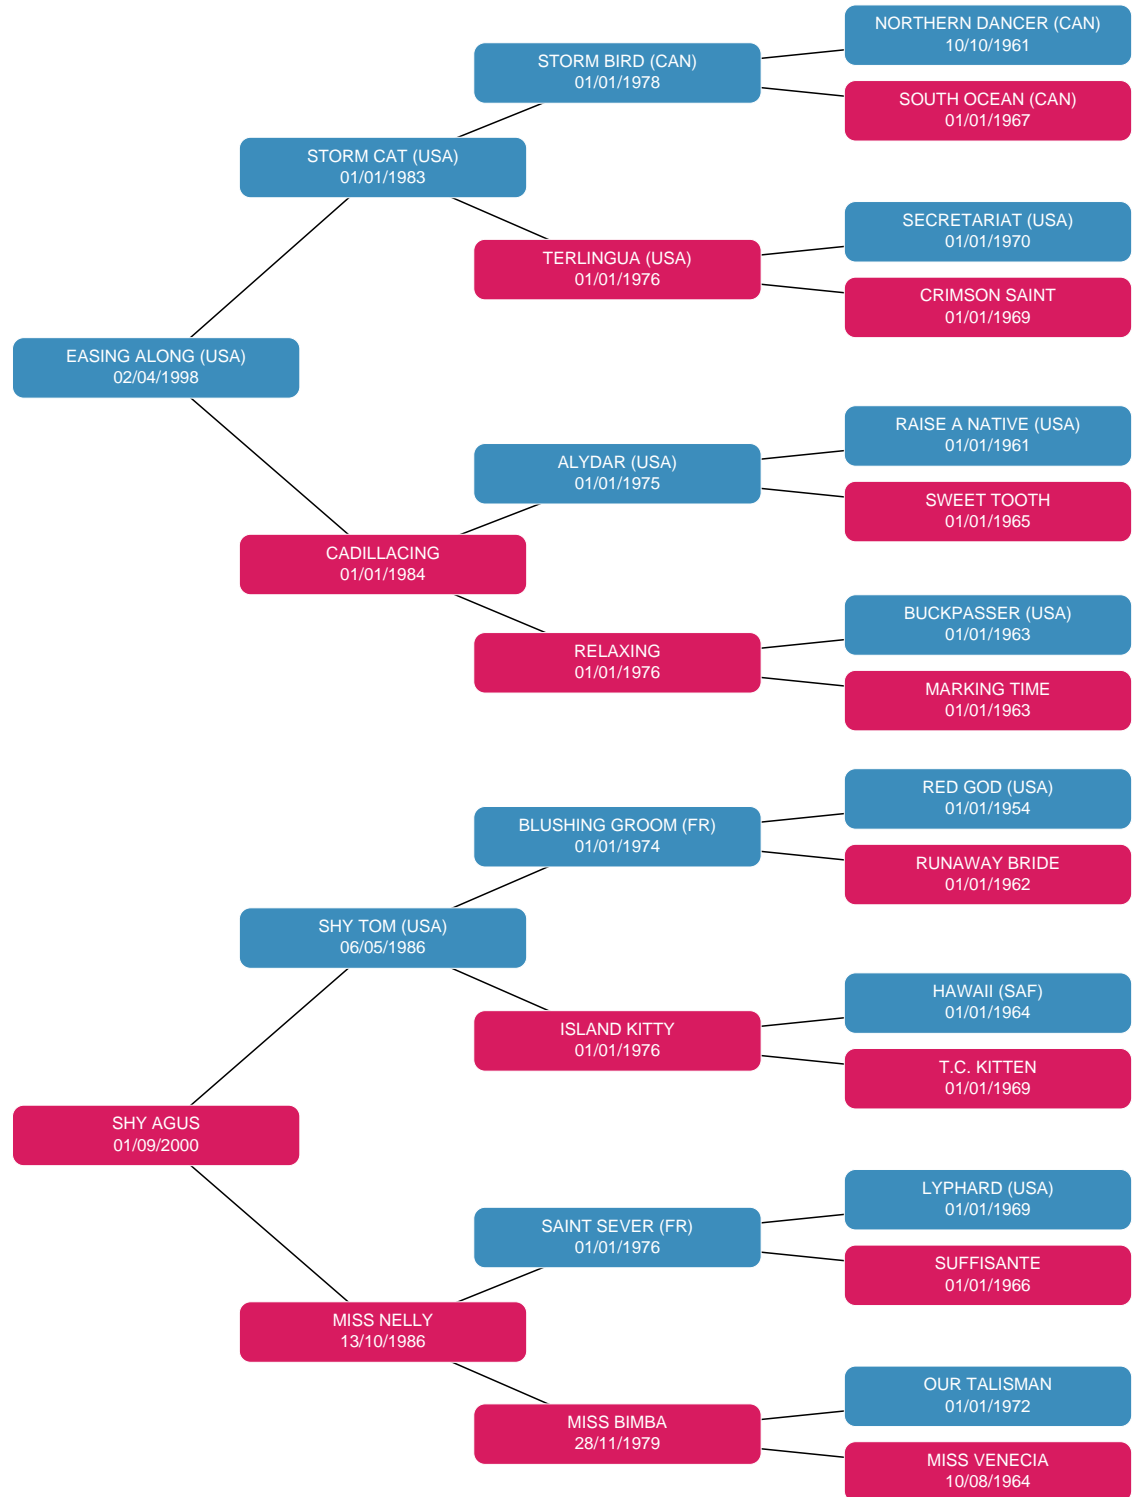 NORTHERN DANCER (CAN)
10/10/1961
STORM BIRD (CAN)
01/01/1978
SOUTH OCEAN (CAN)
01/01/1967
STORM CAT (USA)
01/01/1983
SECRETARIAT (USA)
01/01/1970
TERLINGUA (USA)
01/01/1976
CRIMSON SAINT
01/01/1969
EASING ALONG (USA)
02/04/1998
RAISE A NATIVE (USA)
01/01/1961
ALYDAR (USA)
01/01/1975
SWEET TOOTH
01/01/1965
CADILLACING
01/01/1984
BUCKPASSER (USA)
01/01/1963
RELAXING
01/01/1976
MARKING TIME
01/01/1963
RED GOD (USA)
01/01/1954
BLUSHING GROOM (FR)
01/01/1974
RUNAWAY BRIDE
01/01/1962
SHY TOM (USA)
06/05/1986
HAWAII (SAF)
01/01/1964
ISLAND KITTY
01/01/1976
T.C. KITTEN
01/01/1969
SHY AGUS
01/09/2000
LYPHARD (USA)
01/01/1969
SAINT SEVER (FR)
01/01/1976
SUFFISANTE
01/01/1966
MISS NELLY
13/10/1986
OUR TALISMAN
01/01/1972
MISS BIMBA
28/11/1979
MISS VENECIA
10/08/1964